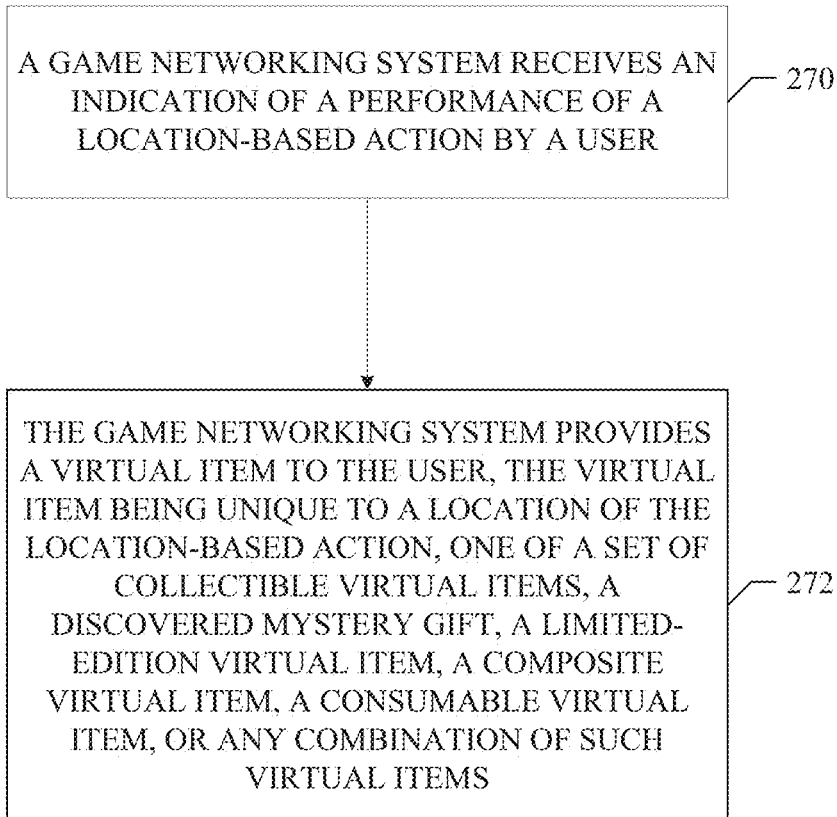 A GAME NETWORKING SYSTEM RECEIVES AN
INDICATION OF A PERFORMANCE OF A
LOCATION-BASED ACTION BY A USER
270
THE GAME NETWORKING SYSTEM PROVIDES
A VIRTUAL ITEM TO THE USER, THE VIRTUAL
ITEM BEING UNIQUE TO A LOCATION OF THE
LOCATION-BASED ACTION, ONE OF A SET OF
COLLECTIBLE VIRTUAL ITEMS, A
DISCOVERED MYSTERY GIFT, A LIMITED-
EDITION VIRTUAL ITEM, A COMPOSITE
VIRTUAL ITEM, A CONSUMABLE VIRTUAL
ITEM, OR ANY COMBINATION OF SUCH
VIRTUAL ITEMS
272